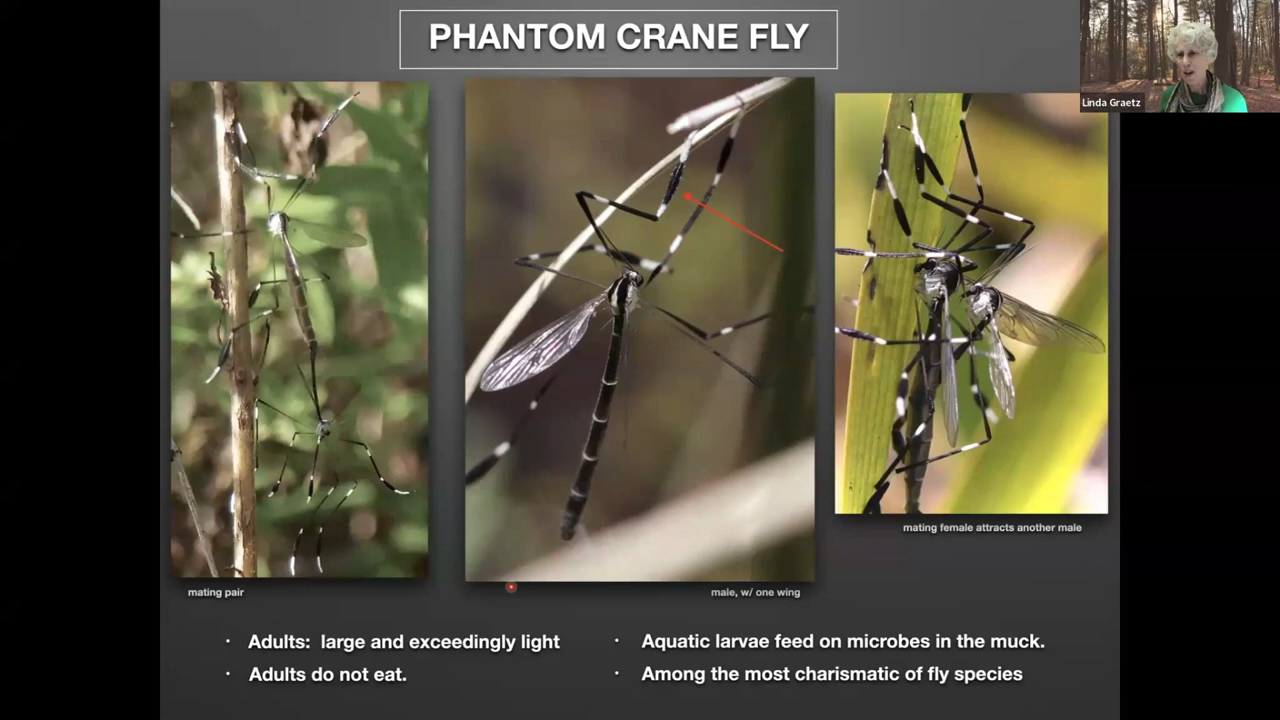 PHANTOM CRANE FLY
Linda Graetz
mating female attracts another male
mating pair
male, w/ one wing
· Adults: large and exceedingly light
· Adults do not eat.
· Aquatic larvae feed on microbes in the muck.
· Among the most charismatic of fly species